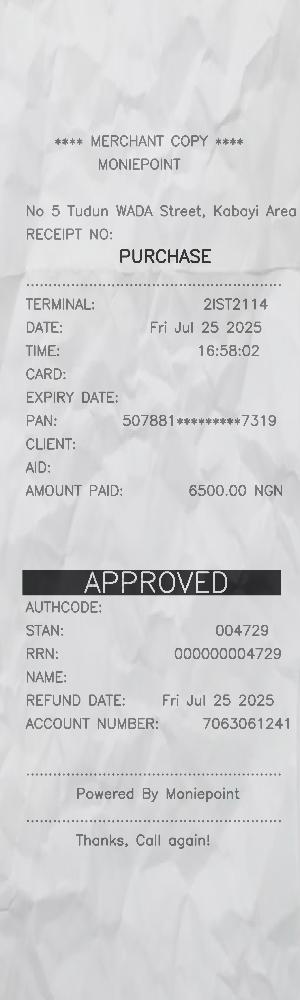 **** MERCHANT COPY ****
MONIEPOINT
No 5 Tudun WADA Street, Kabayi Area
RECEIPT NO:
PURCHASE
TERMINAL: 2IST2114
DATE: Fri Jul 25 2025
TIME: 16:58:02
CARD:
EXPIRY DATE:
PAN: 507881*********7319
CLIENT:
AID:
AMOUNT PAID: 6500.00 NGN
APPROVED
AUTHCODE:
STAN: 004729
RRN: 000000004729
NAME:
REFUND DATE: Fri Jul 25 2025
ACCOUNT NUMBER: 7063061241
Powered By Moniepoint
Thanks, Call again!